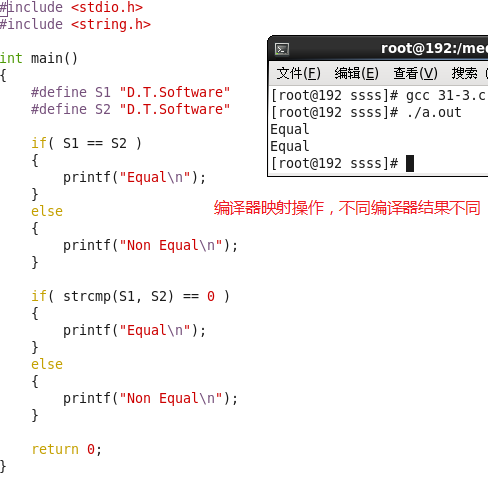 #include <stdio.h>
#include <string.h>
int main()
{
    #define S1 "D.T.Software"
    #define S2 "D.T.Software"
    if( S1 == S2 )
    {
        printf("Equal\n");
    }
    else
    {
        printf("Non Equal\n");
    }
    if( strcmp(S1, S2) == 0 )
    {
        printf("Equal\n");
    }
    else
    {
        printf("Non Equal\n");
    }
    return 0;
}
root@192:/me
文件(F) 编辑(E) 查看(V) 搜索
[root@192 ssss]# gcc 31-3.c
[root@192 ssss]# ./a.out
Equal
Equal
[root@192 ssss]#
编译器映射操作，不同编译器结果不同